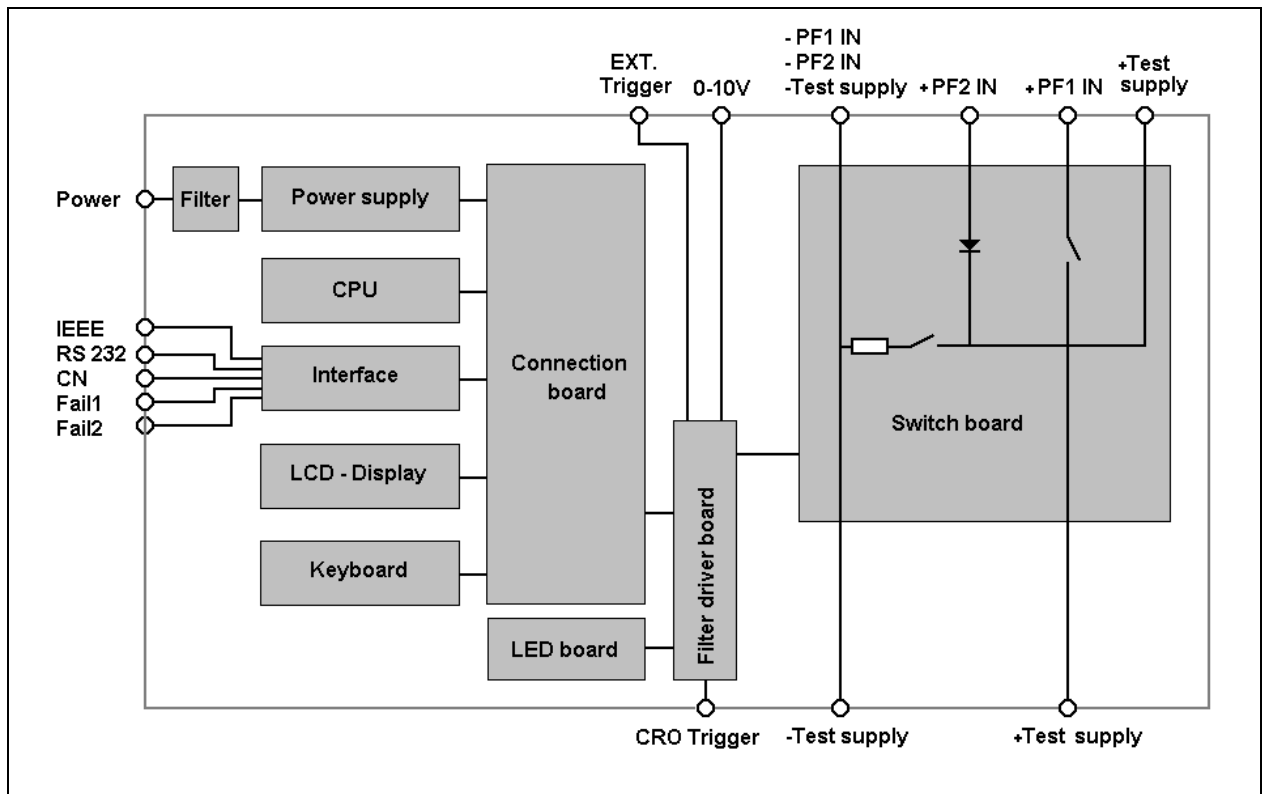 - PF1 IN
- PF2 IN
-Test supply
EXT.
Trigger
0-10V
+PF2 IN
+PF1 IN
+Test
supply
Power
Filter
Power supply
CPU
IEEE
RS 232
CN
Fail1
Fail2
Interface
LCD - Display
Keyboard
Connection
board
LED board
Filter driver board
Switch board
CRO Trigger
-Test supply
+Test supply